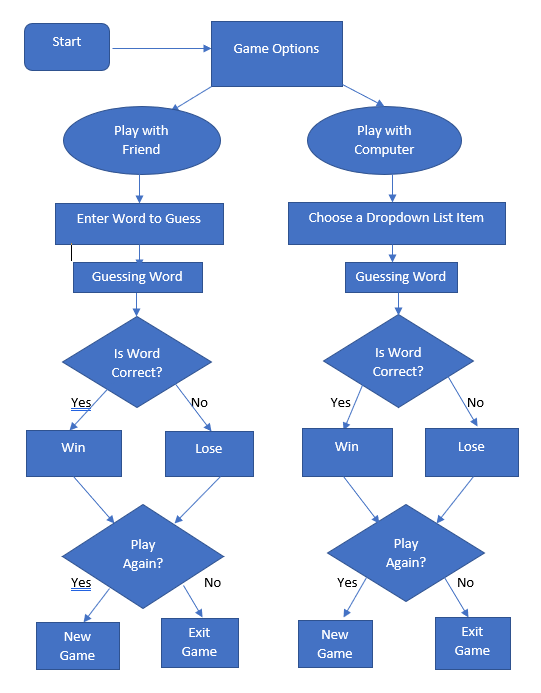 Start
Game Options
Play with
Friend
Play with
Computer
Enter Word to Guess
Choose a Dropdown List Item
Guessing Word
Guessing Word
Is Word
Correct?
Is Word
Correct?
Yes
No
Yes
No
Win
Lose
Win
Lose
Play
Again?
Play
Again?
Yes
No
Yes
No
New
Game
Exit
Game
New
Game
Exit
Game